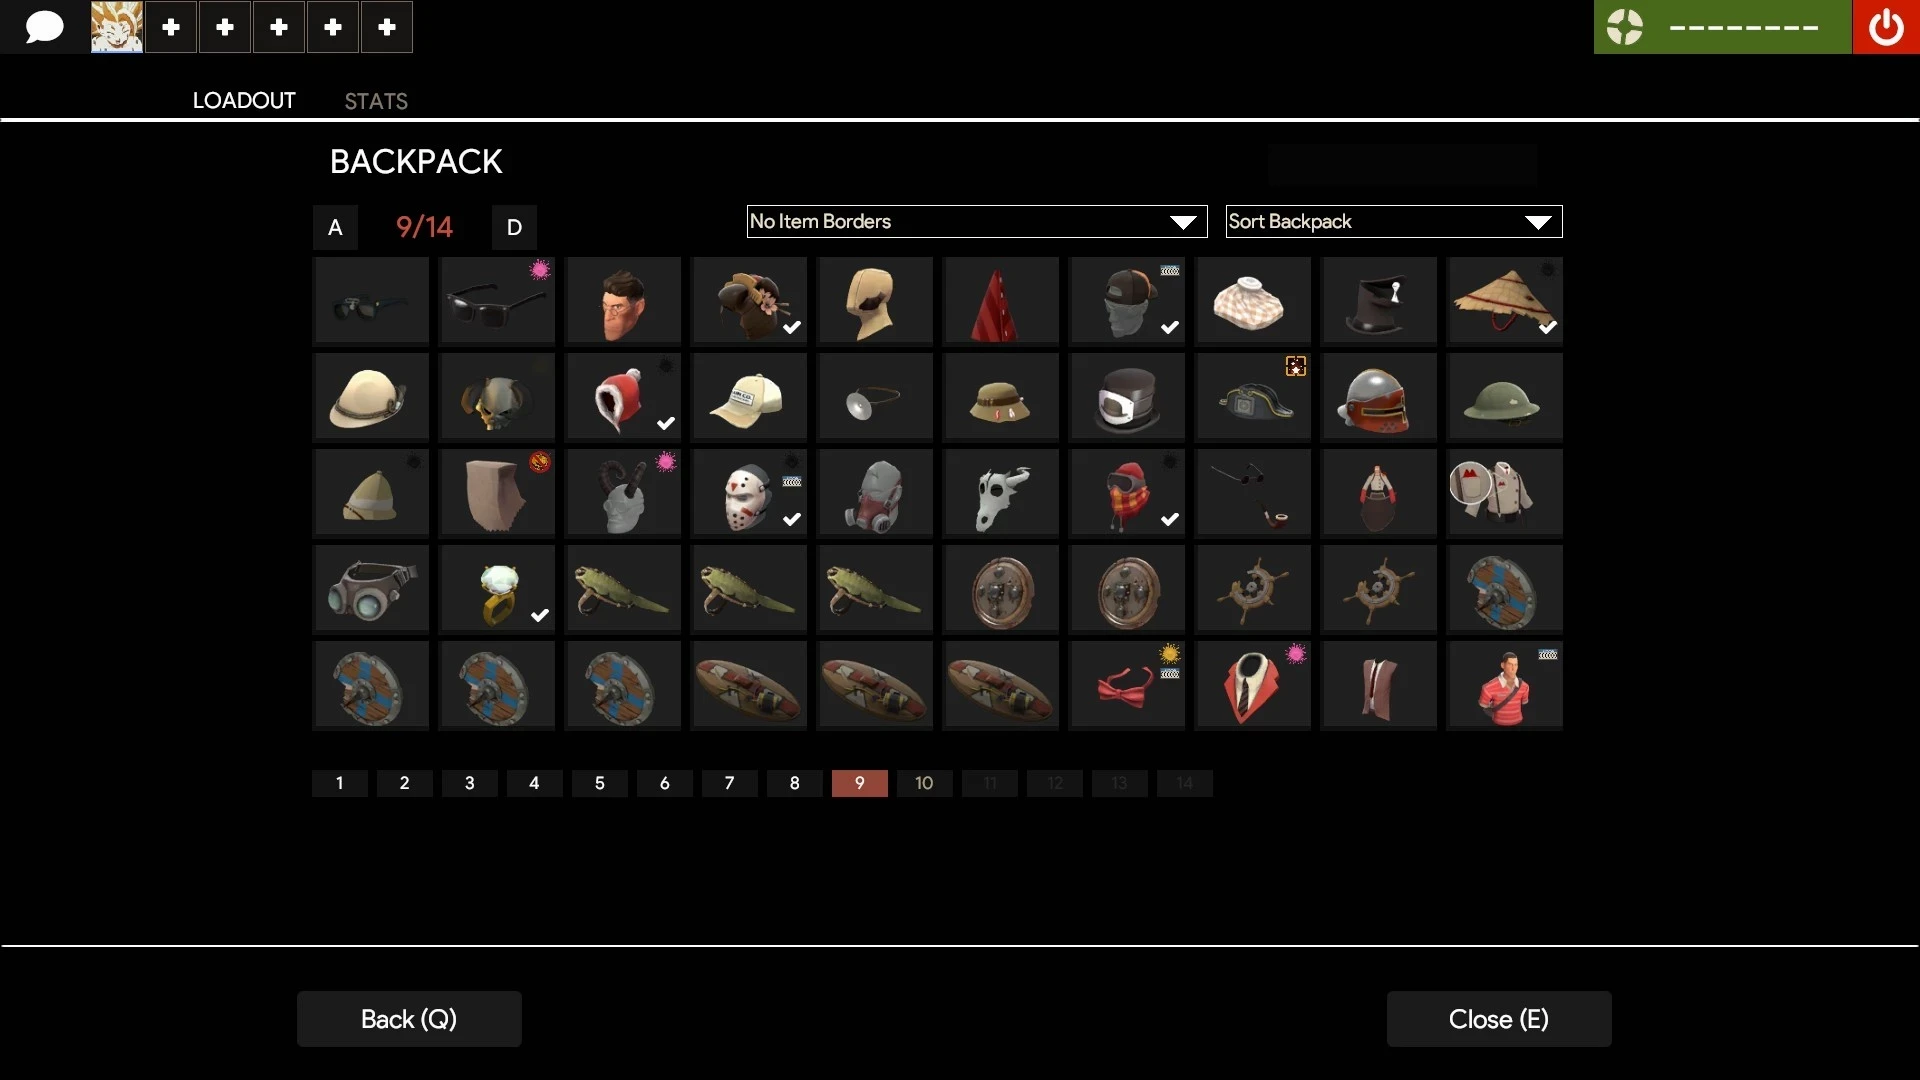 LOADOUT STATS
BACKPACK
A 9/14 D No Item Borders Sort Backpack
1 2 3 4 5 6 7 8 9 10 11 12 13 14
Back (Q) Close (E)